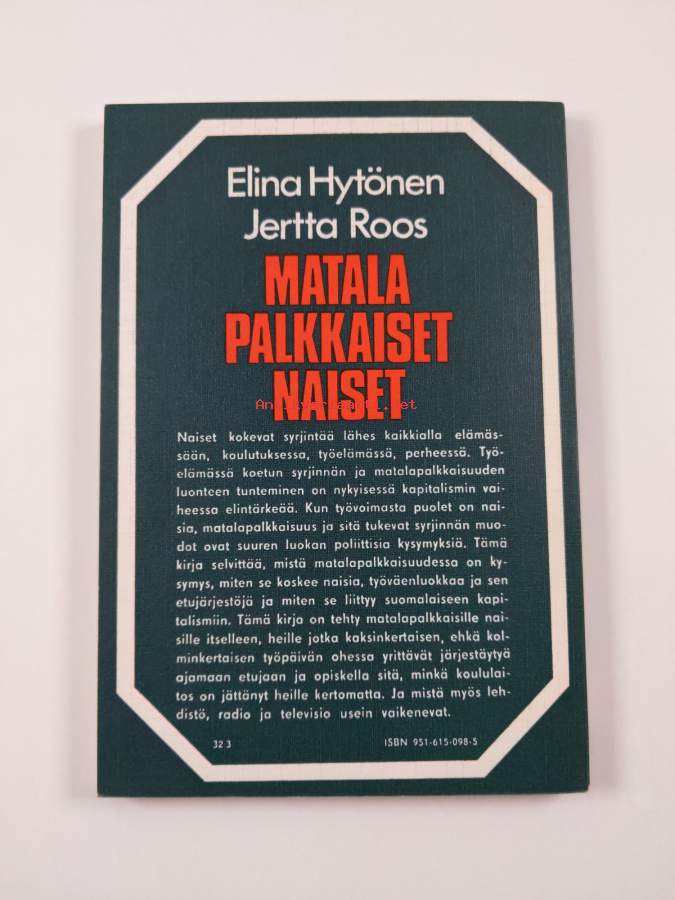 Elina Hytönen
Jertta Roos
MATALA
PALKKAISET
NAISET
Naiset kokevat syrjintää lähes kaikkialla elämäs-
sään, koulutuksessa, työelämässä, perheessä. Työ-
elämässä koetun syrjinnän ja matalapalkkaisuuden
luonteen tunteminen on nykyisessä kapitalismin vai-
heessa elintärkeää. Kun työvoimasta puolet on nai-
sia, matalapalkkaisuus ja sitä tukevat syrjinnän muo-
dot ovat suuren luokan poliittisia kysymyksiä. Tämä
kirja selvittää, mistä matalapalkkaisuudessa on ky-
symys, miten se koskee naisia, työväenluokkaa ja sen
etujärjestöjä ja miten se liittyy suomalaiseen kapi-
talismiin. Tämä kirja on tehty matalapalkkaisille nai-
sille itselleen, heille jotka kaksinkertaisen, ehkä kol-
minkertaisen työpäivän ohessa yrittävät järjestäytyä
ajamaan etujaan ja opiskella sitä, minkä koululai-
tos on jättänyt heille kertomatta. Ja mistä myös leh-
distö, radio ja televisio usein vaikenevat.
32 3
ISBN 951-615-098-5